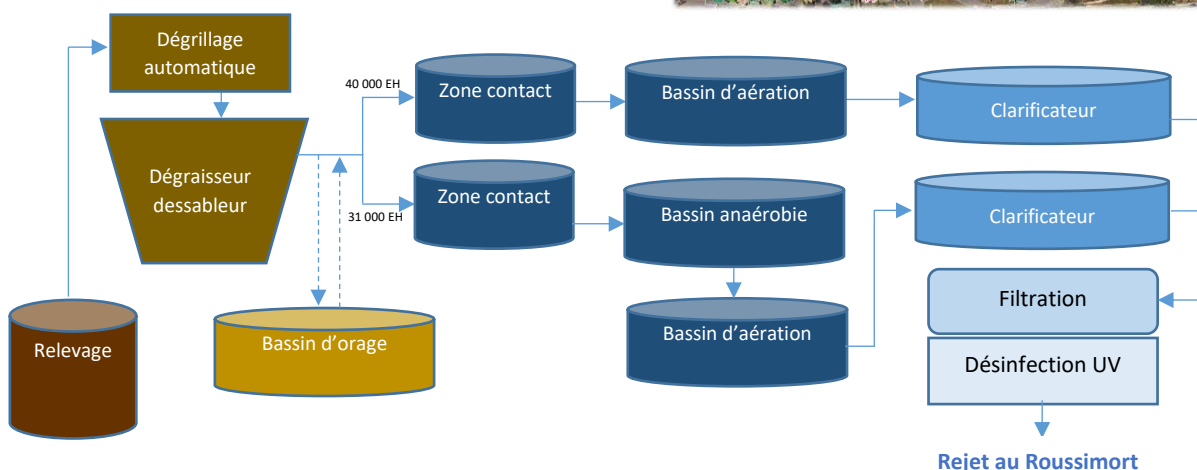 Dégrillage
automatique
40 000 EH
Zone contact
Bassin d'aération
Clarificateur
Dégraisseur
dessableur
31 000 EH
Zone contact
Bassin anaérobie
Clarificateur
Relevage
Bassin d'orage
Bassin d'aération
Filtration
Désinfection UV
Rejet au Roussimort